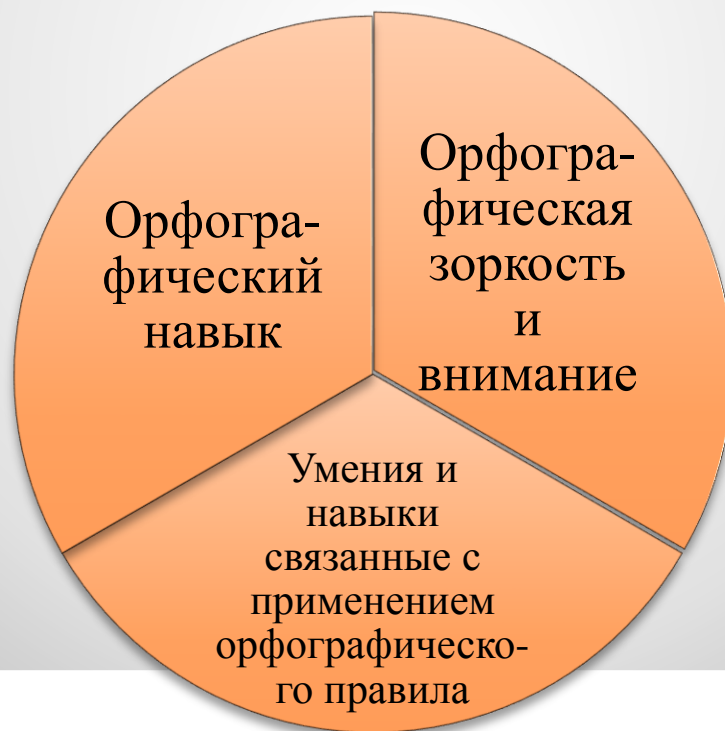 Орфогра-
фический
навык
Орфогра-
фическая
зоркость
и
внимание
Умения и
навыки
связанные с
применением
орфографическо-
го правила